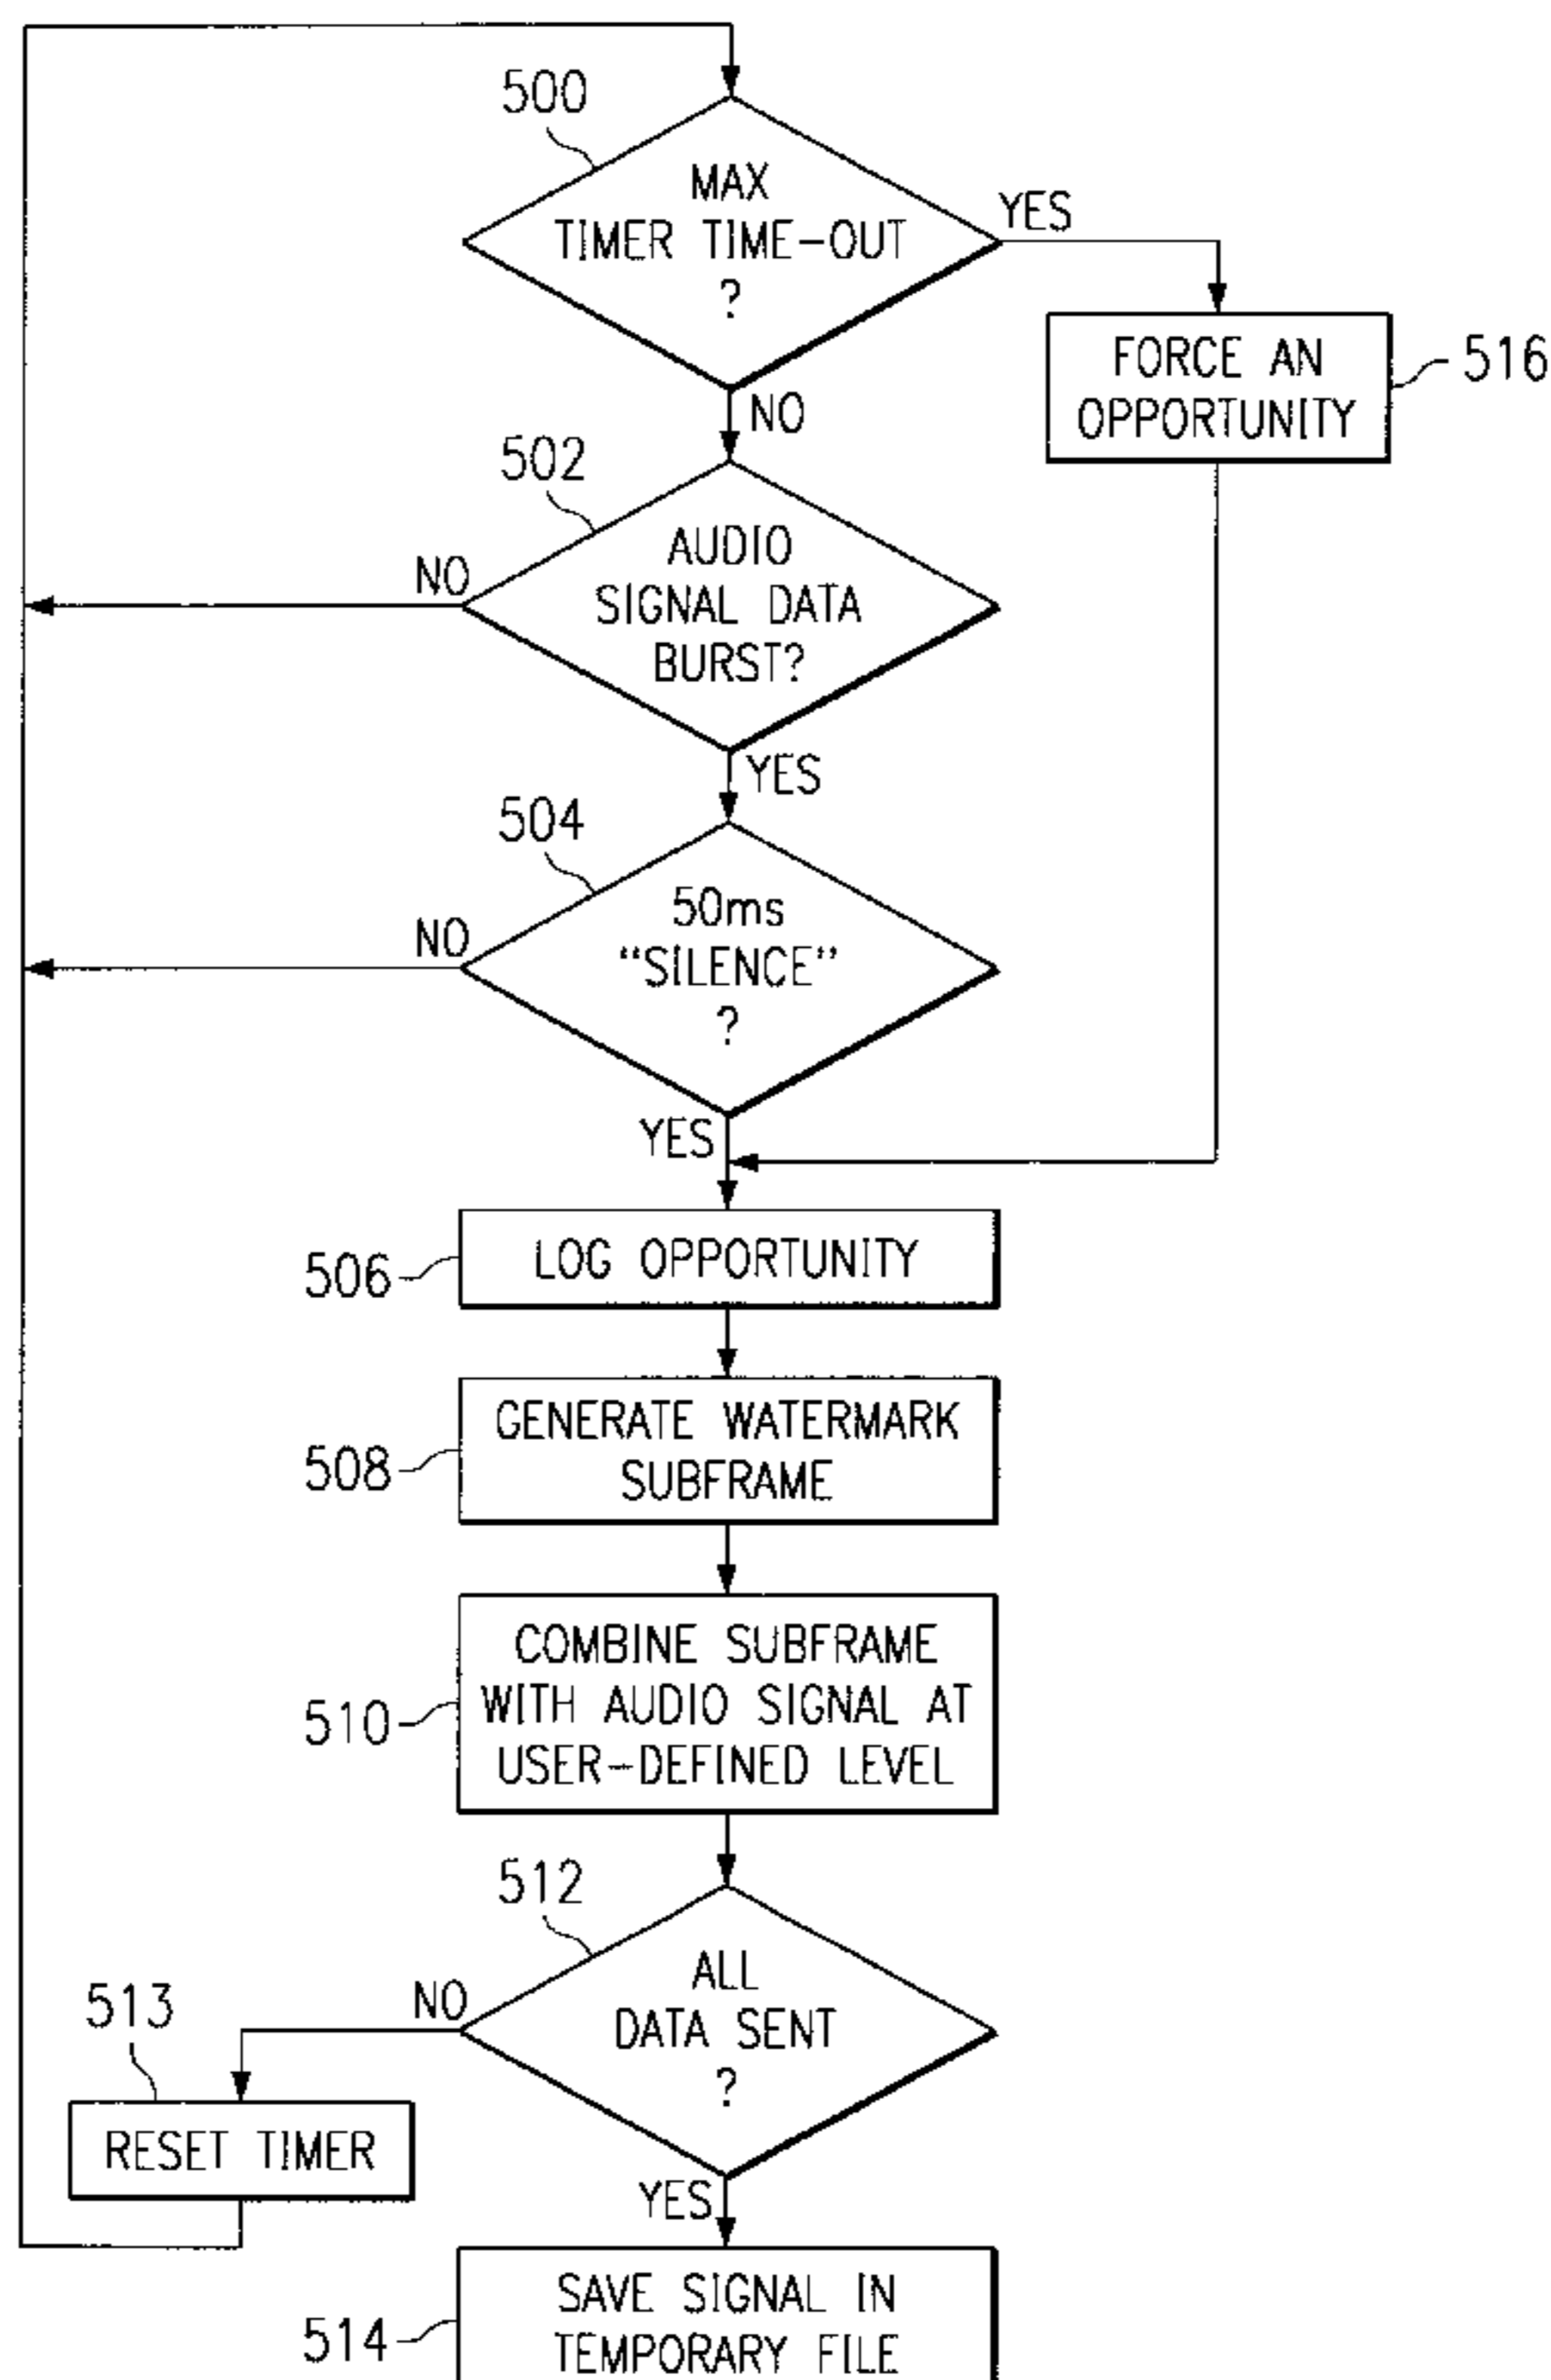 500
MAX
TIMER TIME-OUT
?
YES
NO
FORCE AN
OPPORTUNITY
516
502
AUDIO
SIGNAL DATA
BURST?
NO
YES
504
50ms
“SILENCE”
?
NO
YES
506
LOG OPPORTUNITY
508
GENERATE WATERMARK
SUBFRAME
510
COMBINE SUBFRAME
WITH AUDIO SIGNAL AT
USER-DEFINED LEVEL
512
ALL
DATA SENT
?
NO
513
RESET TIMER
YES
514
SAVE SIGNAL IN
TEMPORARY FILE